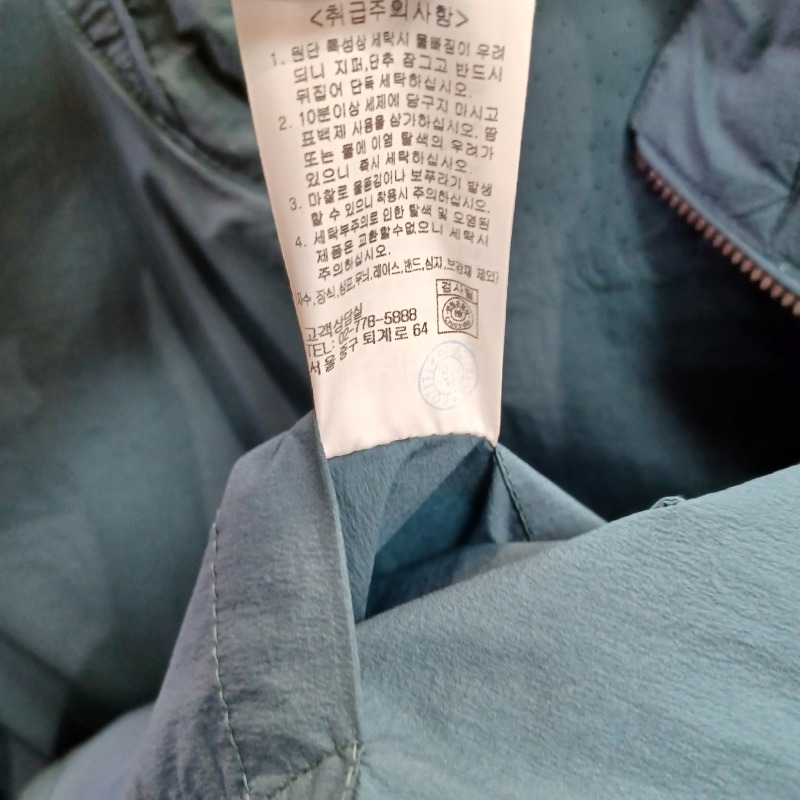 <취급주의사항>
1. 원단 특성상 세탁시 물빠짐이 우려
되니 지퍼,단추 잠그고 반드시
뒤집어 단독 세탁하십시오.
2. 10분이상 세제에 담구지 마시고
표백제 사용을 삼가하십시오. 땀
또는 물에 이염 탈색의 우려가
있으니 즉시 세탁하십시오.
3. 마찰로 올뜯김이나 보푸라기 발생
할 수 있으니 착용시 주의하십시오.
4. 세탁부주의로 인한 탈색 및 오염된
제품은 교환할수없으니 세탁시
주의하십시오.
자수,장식,상표,무늬,레이스,밴드,심지,보강재 제외)
검사필
고객상담실
TEL: 02-778-5888
서울 중구 퇴계로 64